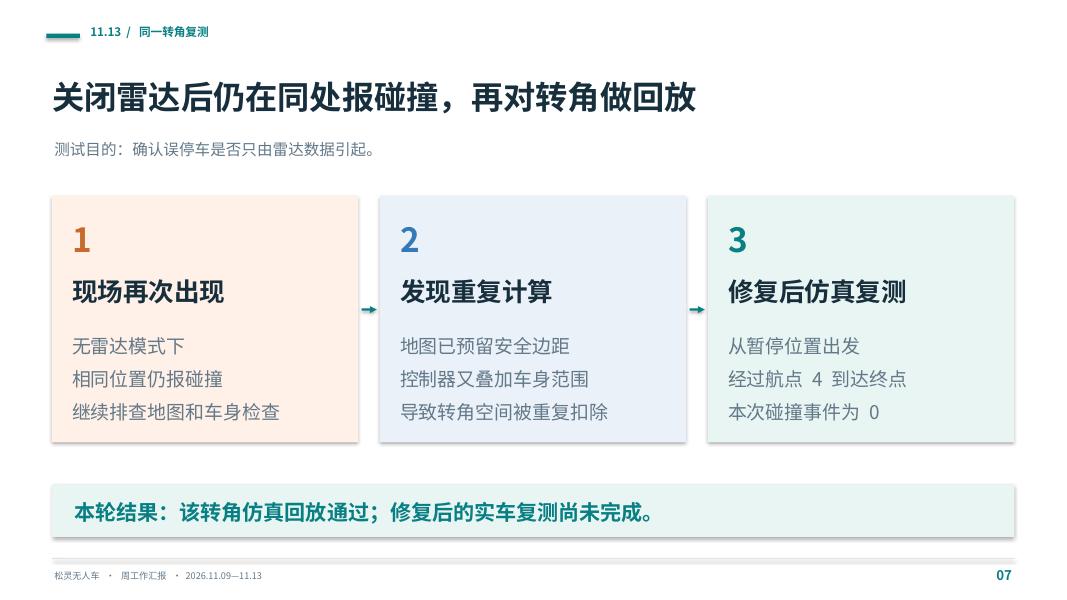 11.13 / 同一转角复测
关闭雷达后仍在同处报碰撞，再对转角做回放
测试目的：确认误停车是否只由雷达数据引起。
1
现场再次出现
无雷达模式下
相同位置仍报碰撞
继续排查地图和车身检查
2
发现重复计算
地图已预留安全边距
控制器又叠加车身范围
导致转角空间被重复扣除
3
修复后仿真复测
从暂停位置出发
经过航点 4 到达终点
本次碰撞事件为 0
本轮结果：该转角仿真回放通过；修复后的实车复测尚未完成。
松灵无人车 · 周工作汇报 · 2026.11.09—11.13
07